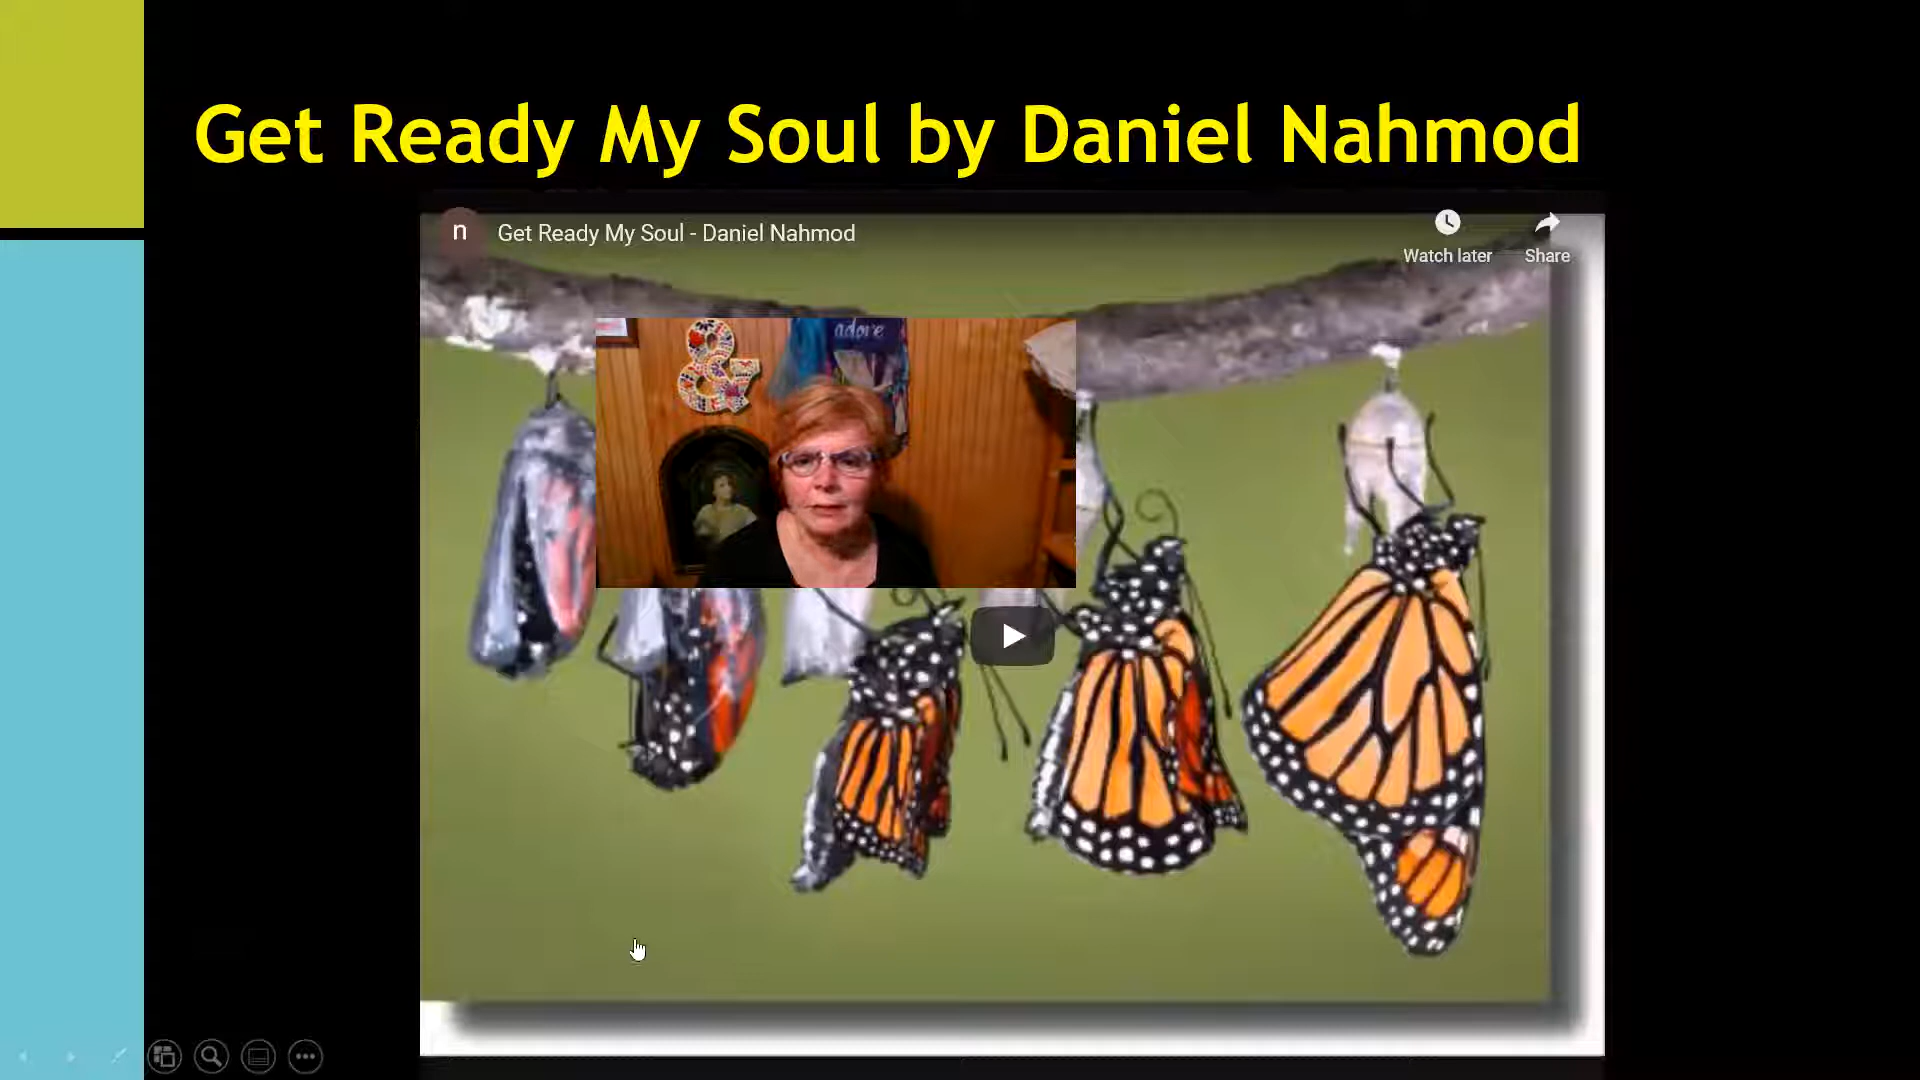 Get Ready My Soul by Daniel Nahmod
n
Get Ready My Soul - Daniel Nahmod
Watch later
Share
adore
&